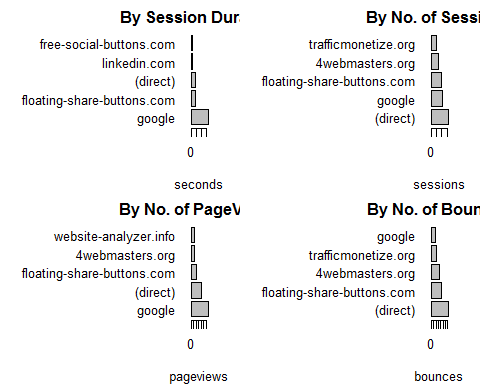 By Session Dur
free-social-buttons.com
linkedin.com
(direct)
floating-share-buttons.com
google
0
seconds
By No. of Sessi
trafficmonetize.org
4webmasters.org
floating-share-buttons.com
google
(direct)
0
sessions
By No. of PageV
website-analyzer.info
4webmasters.org
floating-share-buttons.com
(direct)
google
0
pageviews
By No. of Boun
google
trafficmonetize.org
4webmasters.org
floating-share-buttons.com
(direct)
0
bounces